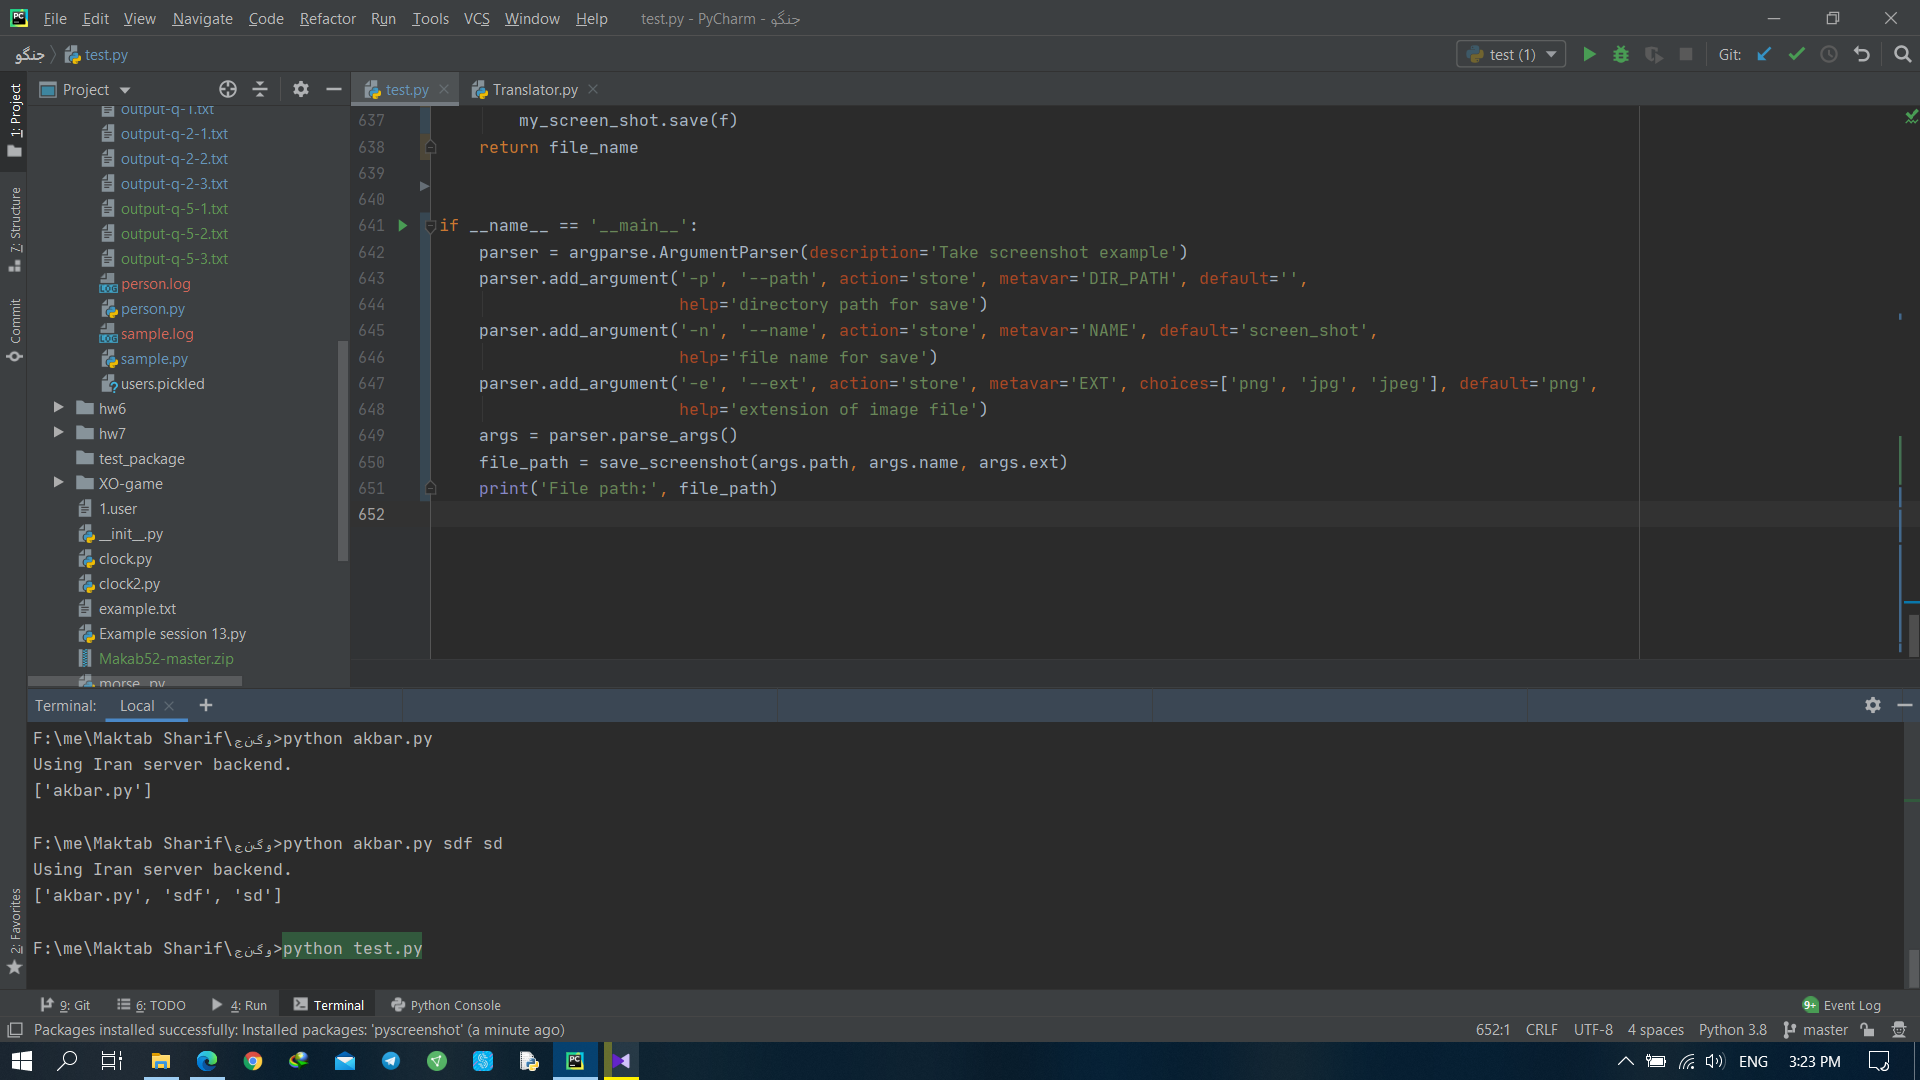 File Edit View Navigate Code Refactor Run Tools VCS Window Help test.py - PyCharm - جنگو
جنگو test.py test (1) Git:
1: Project
7: Structure
Commit
2: Favorites
Project
output-q-1.txt
output-q-2-1.txt
output-q-2-2.txt
output-q-2-3.txt
output-q-5-1.txt
output-q-5-2.txt
output-q-5-3.txt
person.log
person.py
sample.log
sample.py
users.pickled
hw6
hw7
test_package
XO-game
1.user
__init__.py
clock.py
clock2.py
example.txt
Example session 13.py
Makab52-master.zip
morse_.py
test.py Translator.py
637 my_screen_shot.save(f)
638 return file_name
639
640
641 if __name__ == '__main__':
642 parser = argparse.ArgumentParser(description='Take screenshot example')
643 parser.add_argument('-p', '--path', action='store', metavar='DIR_PATH', default='',
644 help='directory path for save')
645 parser.add_argument('-n', '--name', action='store', metavar='NAME', default='screen_shot',
646 help='file name for save')
647 parser.add_argument('-e', '--ext', action='store', metavar='EXT', choices=['png', 'jpg', 'jpeg'], default='png',
648 help='extension of image file')
649 args = parser.parse_args()
650 file_path = save_screenshot(args.path, args.name, args.ext)
651 print('File path:', file_path)
652
Terminal: Local
F:\me\Maktab Sharif\وگنج>python akbar.py
Using Iran server backend.
['akbar.py']
F:\me\Maktab Sharif\وگنج>python akbar.py sdf sd
Using Iran server backend.
['akbar.py', 'sdf', 'sd']
F:\me\Maktab Sharif\وگنج>python test.py
9: Git 6: TODO 4: Run Terminal Python Console 9+ Event Log
Packages installed successfully: Installed packages: 'pyscreenshot' (a minute ago) 652:1 CRLF UTF-8 4 spaces Python 3.8 master
ENG 3:23 PM